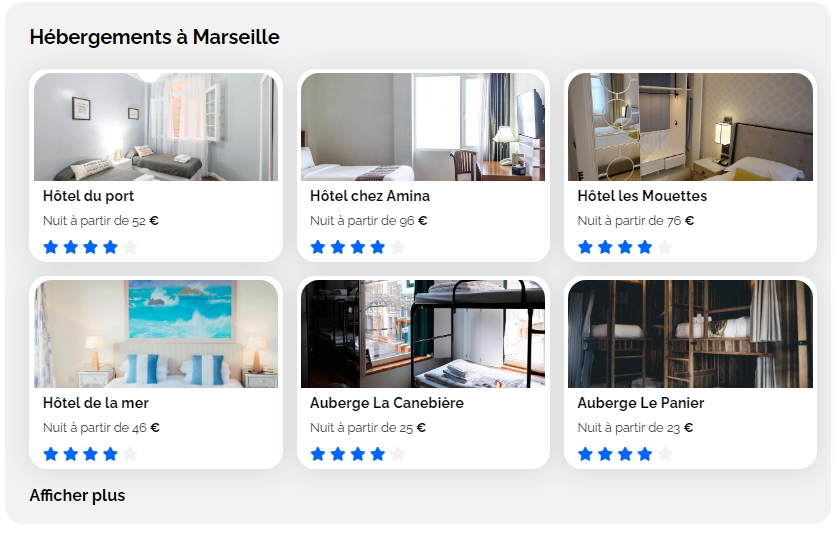 Hébergements à Marseille
Hôtel du port
Nuit à partir de 52 €
Hôtel chez Amina
Nuit à partir de 96 €
Hôtel les Mouettes
Nuit à partir de 76 €
Hôtel de la mer
Nuit à partir de 46 €
Auberge La Canebière
Nuit à partir de 25 €
Auberge Le Panier
Nuit à partir de 23 €
Afficher plus